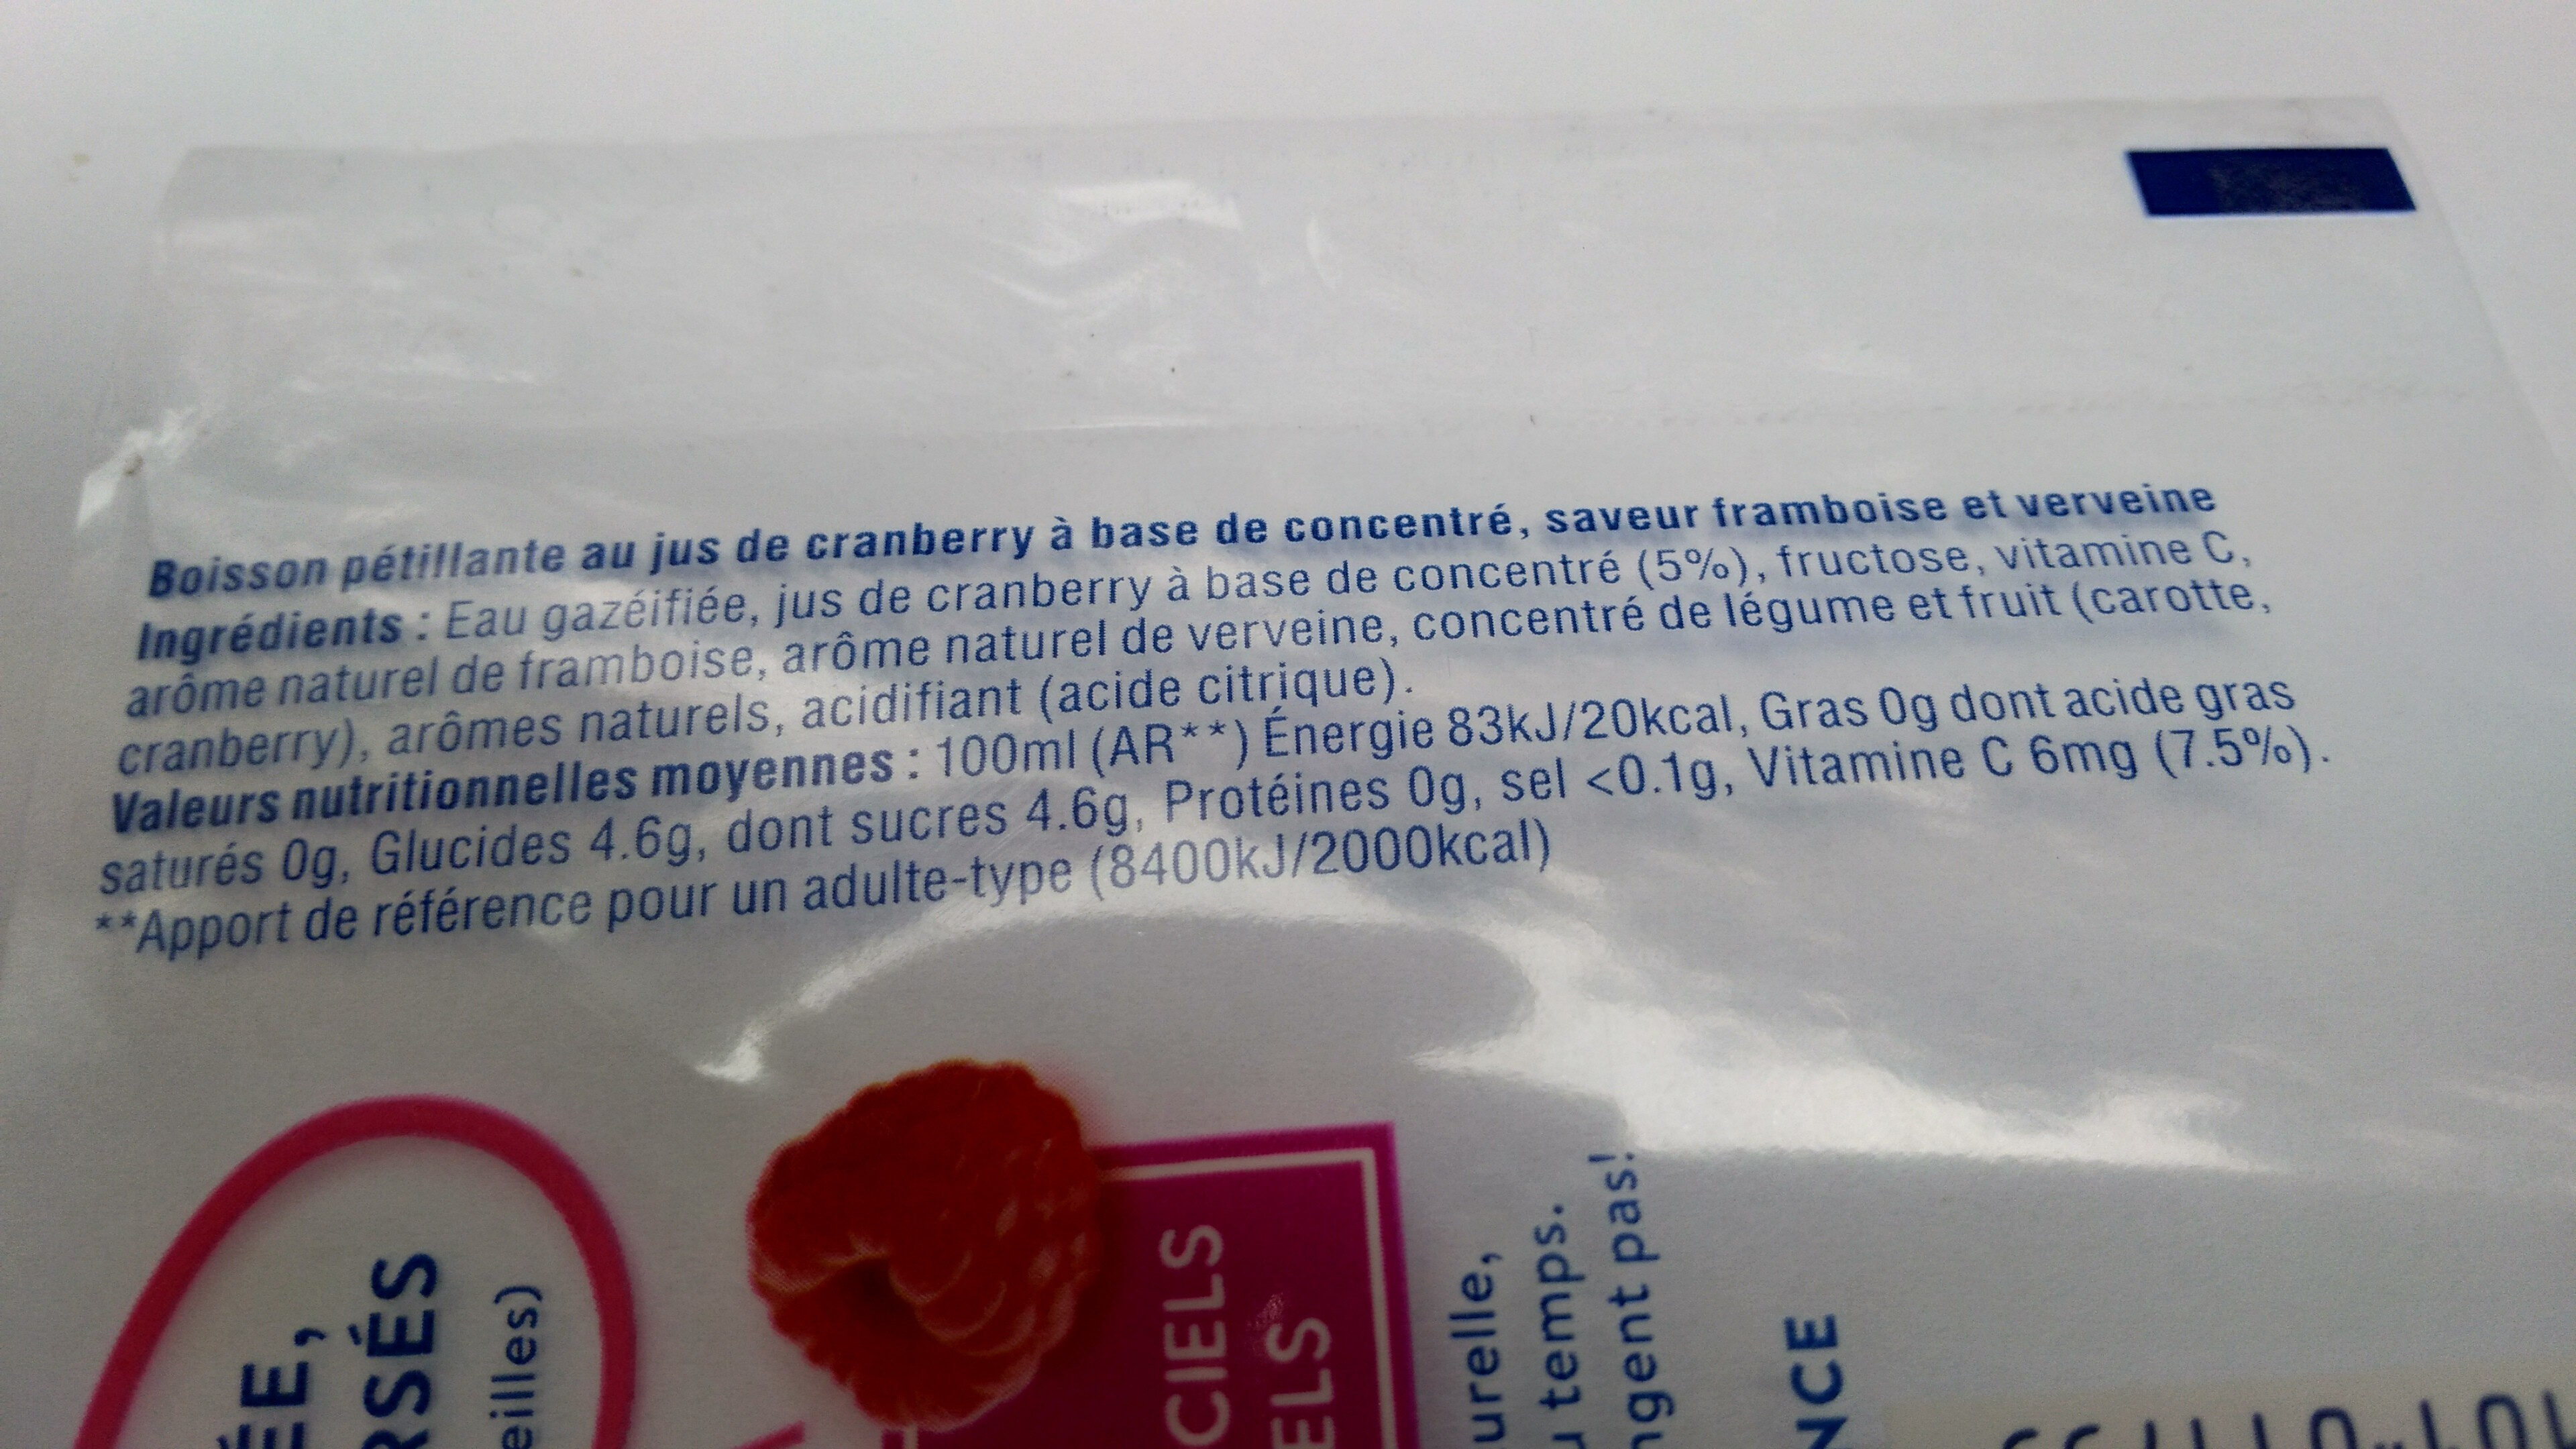 Boisson pétillante au jus de cranberry à base de concentré, saveur framboise et verveine
Ingrédients : Eau gazéifiée, jus de cranberry à base de concentré (5%), fructose, vitamine C,
arôme naturel de framboise, arôme naturel de verveine, concentré de légume et fruit (carotte,
cranberry), arômes naturels, acidifiant (acide citrique).
Valeurs nutritionnelles moyennes : 100ml (AR**) Énergie 83kJ/20kcal, Gras 0g dont acide gras
saturés 0g, Glucides 4.6g, dont sucres 4.6g, Protéines 0g, sel <0.1g, Vitamine C 6mg (7.5%).
**Apport de référence pour un adulte-type (8400kJ/2000kcal)
ÉE,
RSÉS
eilles)
CIELS
ELS
urelle,
u temps.
ngent pas!
NCE